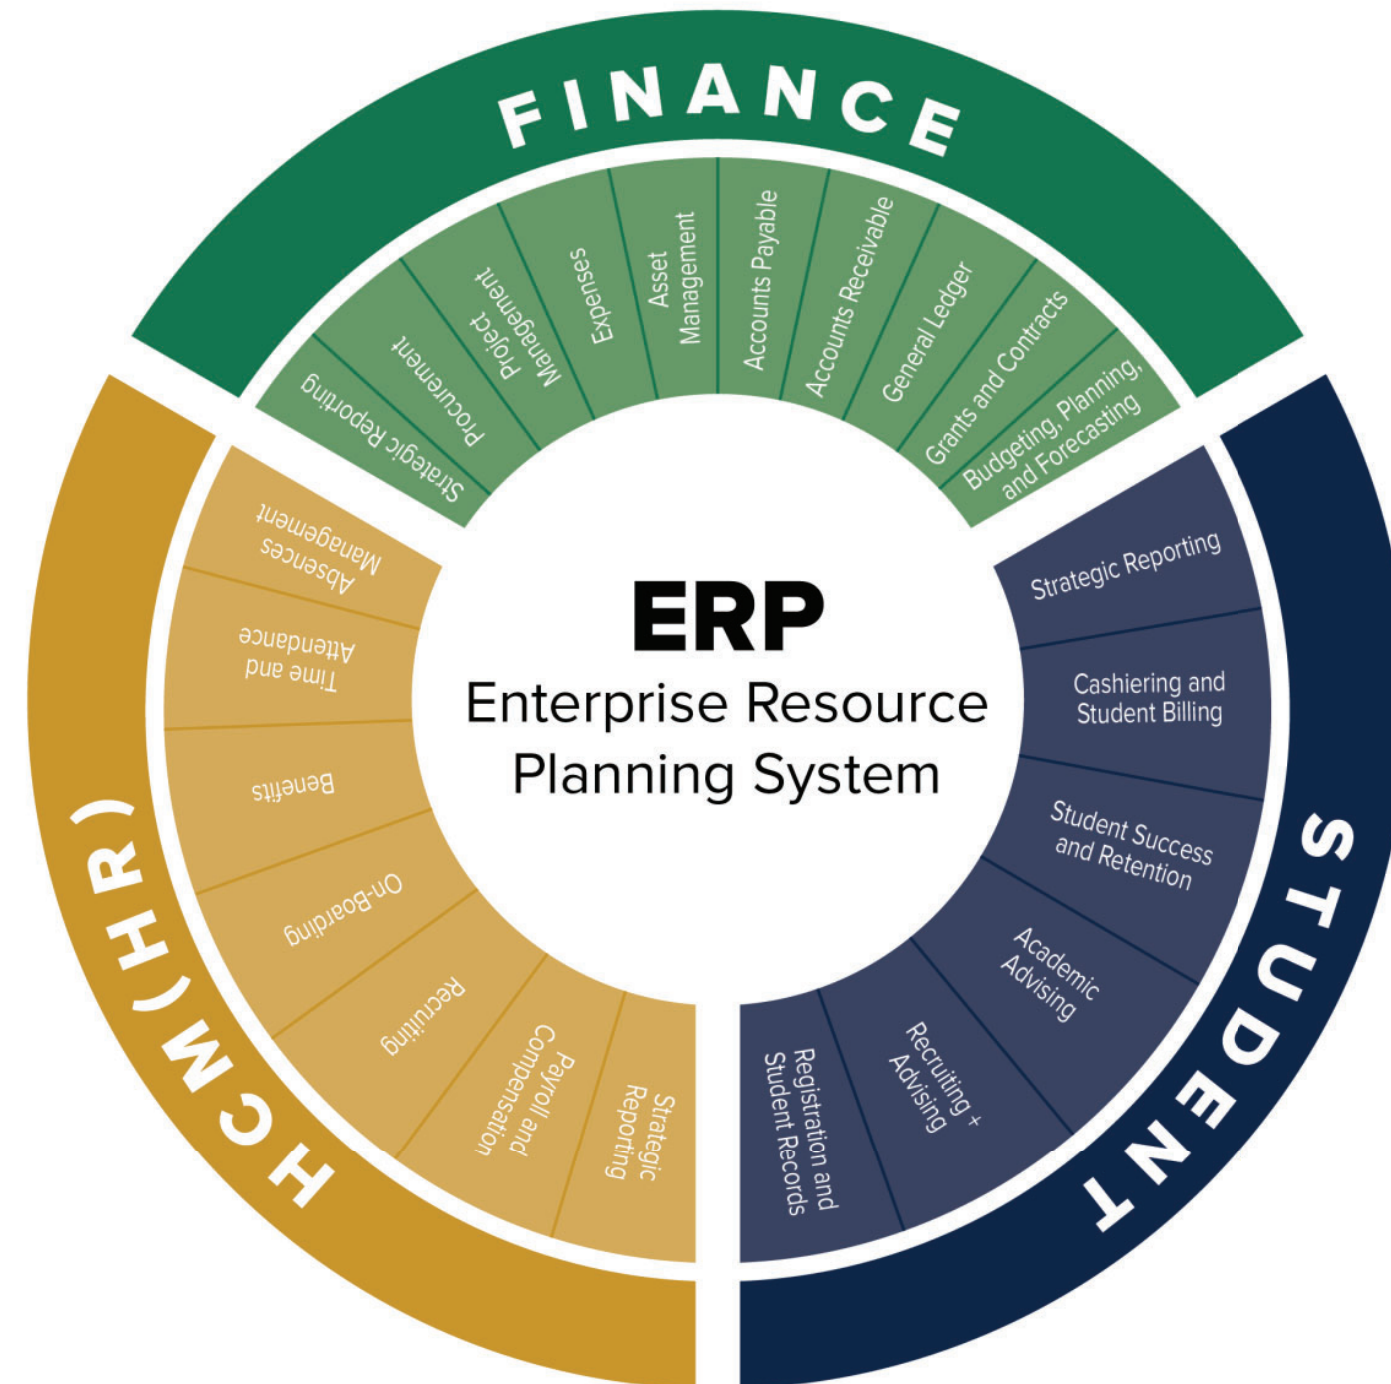 FINANCE
Strategic Reporting
Procurement
Project
Management
Expenses
Asset
Management
Accounts Payable
Accounts Receivable
General Ledger
Grants and Contracts
Budgeting, Planning,
and Forecasting
ERP
Enterprise Resource
Planning System
STUDENT
Strategic Reporting
Cashiering and
Student Billing
Student Success
and Retention
Academic
Advising
Recruiting +
Advising
Registration and
Student Records
HCM(HR)
Strategic
Reporting
Payroll and
Compensation
Recruiting
On-Boarding
Benefits
Time and
Attendance
Absences
Management